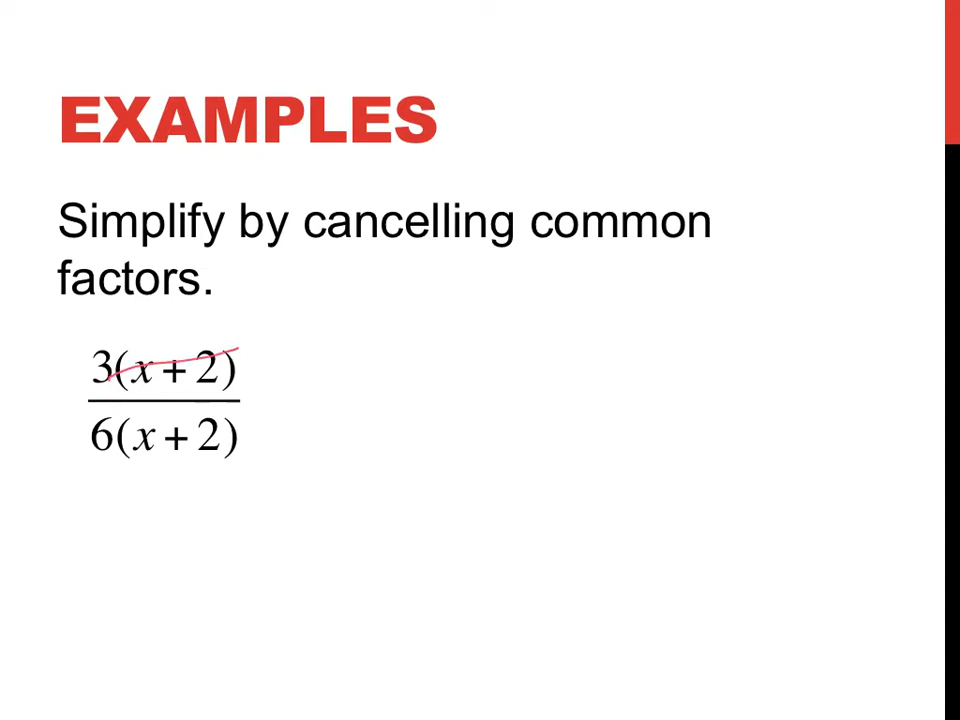 EXAMPLES
Simplify by cancelling common
factors.
3(x + 2)
6(x + 2)